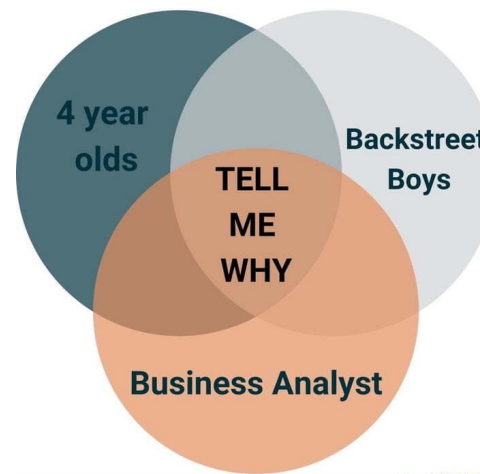 4 year
olds
Backstreet
Boys
TELL
ME
WHY
Business Analyst